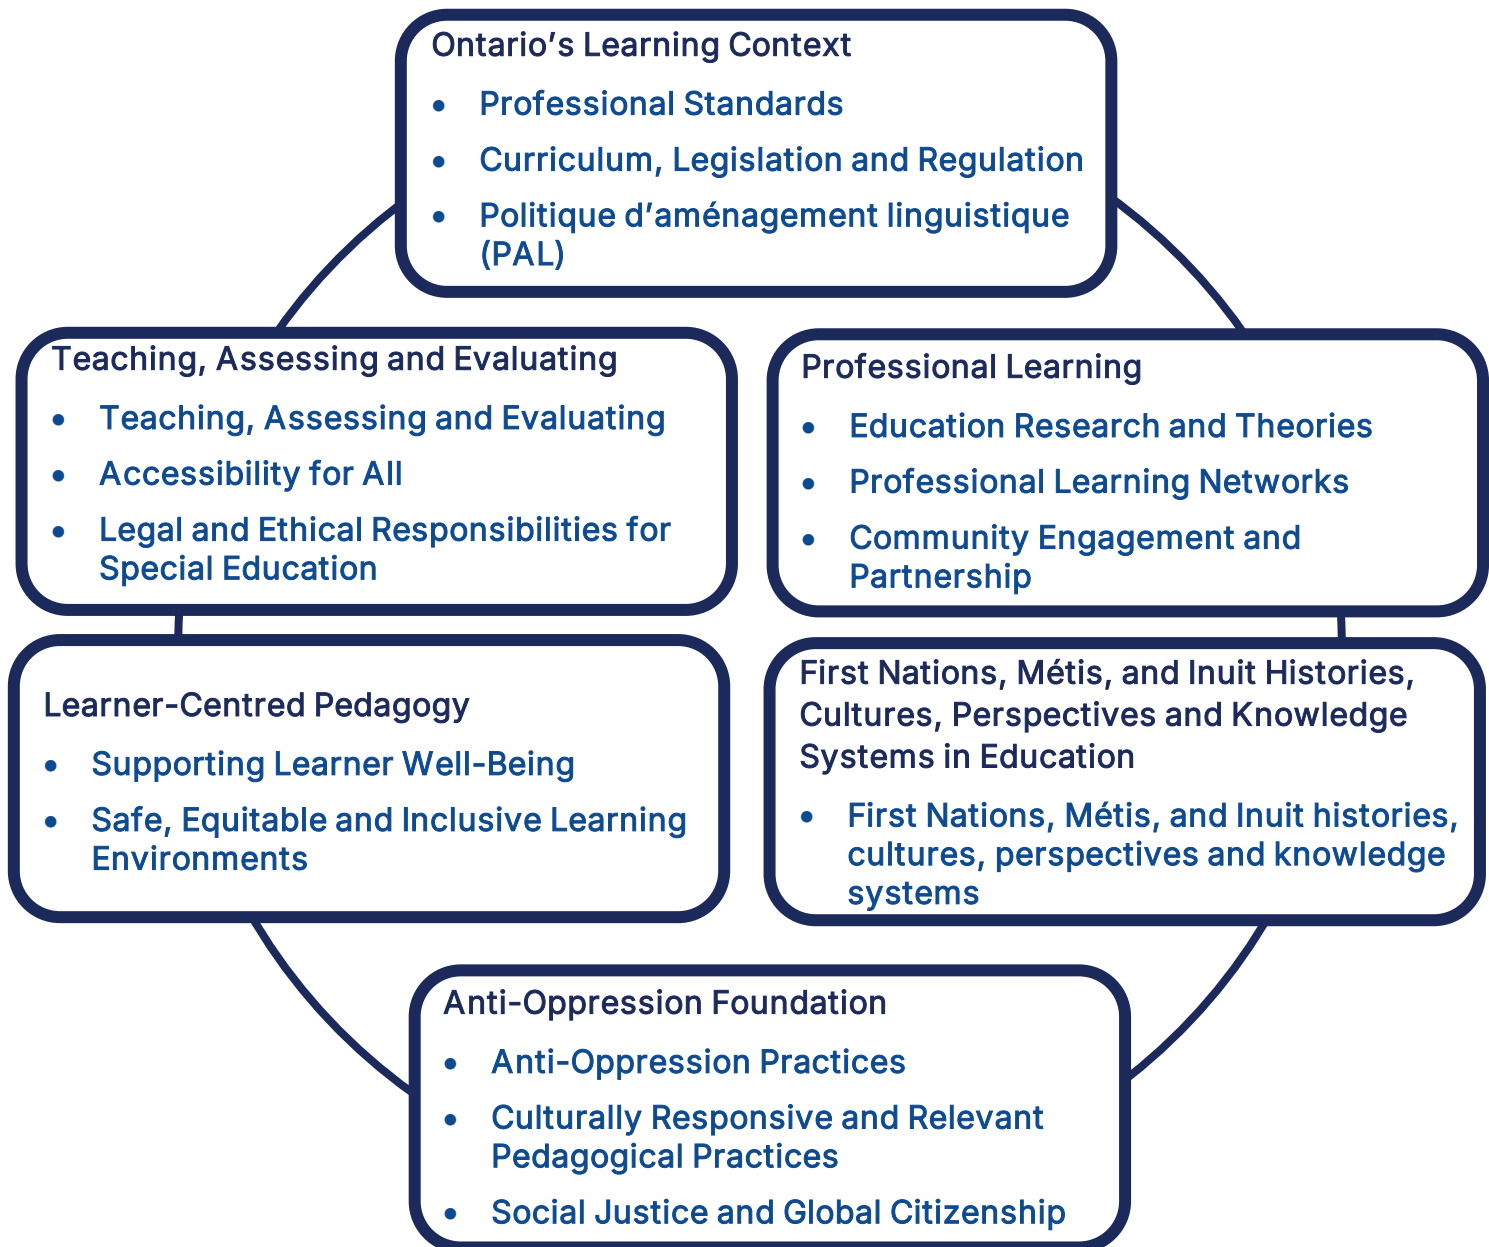 Ontario’s Learning Context
• Professional Standards
• Curriculum, Legislation and Regulation
• Politique d’aménagement linguistique
(PAL)
Teaching, Assessing and Evaluating
• Teaching, Assessing and Evaluating
• Accessibility for All
• Legal and Ethical Responsibilities for
Special Education
Professional Learning
• Education Research and Theories
• Professional Learning Networks
• Community Engagement and
Partnership
Learner-Centred Pedagogy
• Supporting Learner Well-Being
• Safe, Equitable and Inclusive Learning
Environments
First Nations, Métis, and Inuit Histories,
Cultures, Perspectives and Knowledge
Systems in Education
• First Nations, Métis, and Inuit histories,
cultures, perspectives and knowledge
systems
Anti-Oppression Foundation
• Anti-Oppression Practices
• Culturally Responsive and Relevant
Pedagogical Practices
• Social Justice and Global Citizenship